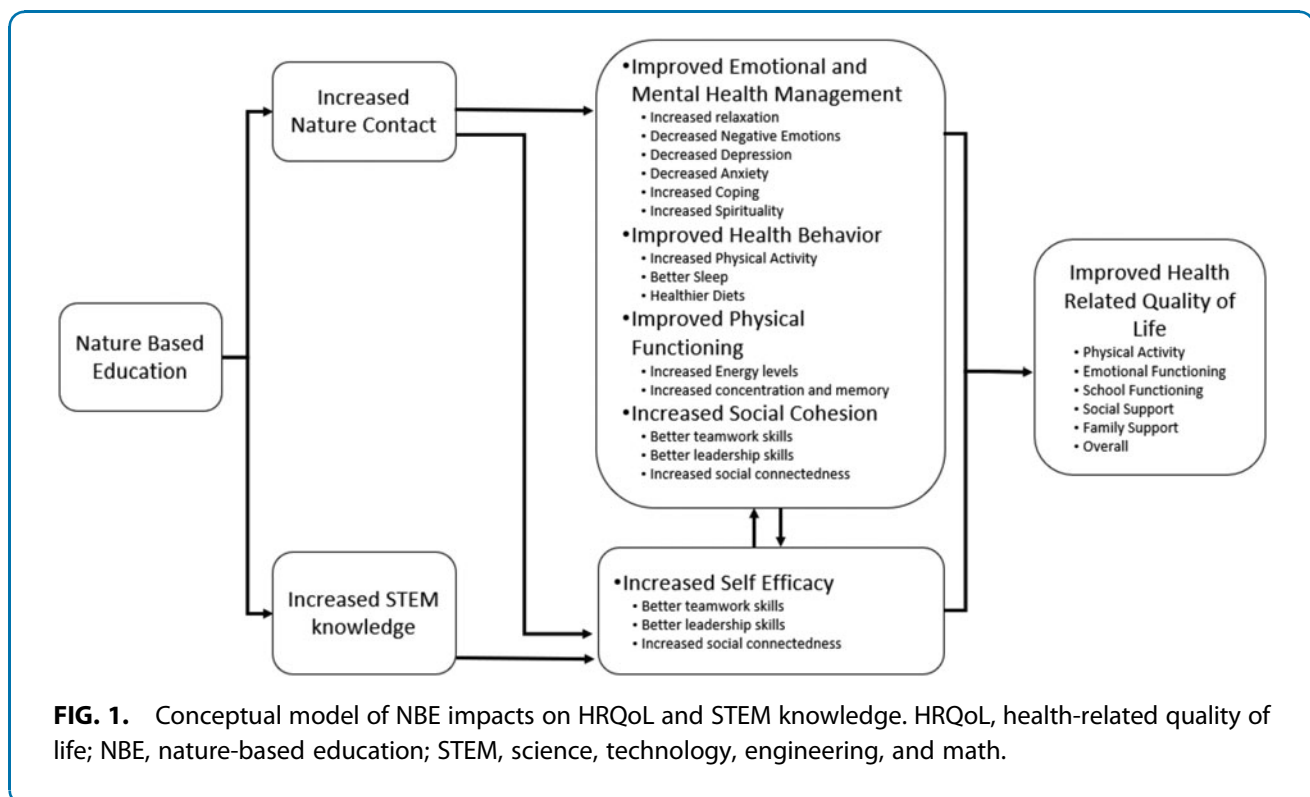 Increased
Nature Contact
•Improved Emotional and
Mental Health Management
• Increased relaxation
• Decreased Negative Emotions
• Decreased Depression
• Decreased Anxiety
• Increased Coping
• Increased Spirituality
•Improved Health Behavior
• Increased Physical Activity
• Better Sleep
• Healthier Diets
•Improved Physical
Functioning
• Increased Energy levels
• Increased concentration and memory
•Increased Social Cohesion
• Better teamwork skills
• Better leadership skills
• Increased social connectedness
Improved Health
Related Quality of
Life
• Physical Activity
• Emotional Functioning
• School Functioning
• Social Support
• Family Support
• Overall
Nature Based
Education
Increased STEM
knowledge
•Increased Self Efficacy
• Better teamwork skills
• Better leadership skills
• Increased social connectedness
FIG. 1. Conceptual model of NBE impacts on HRQoL and STEM knowledge. HRQoL, health-related quality of
life; NBE, nature-based education; STEM, science, technology, engineering, and math.